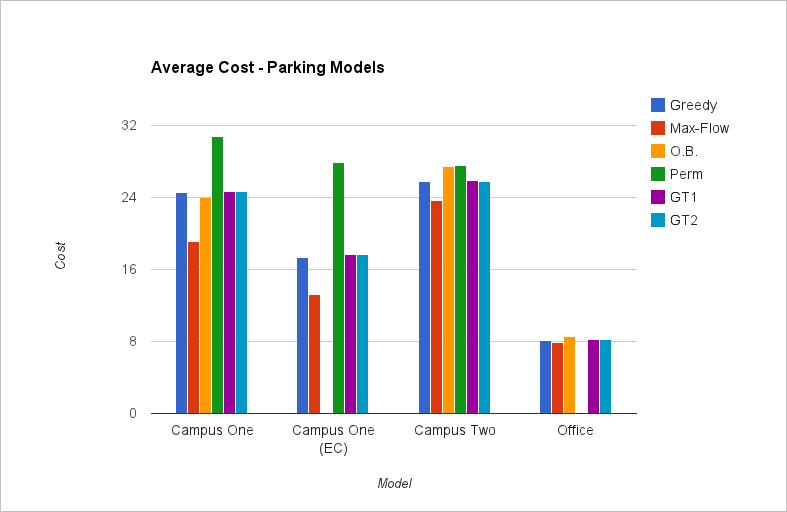 Average Cost - Parking Models
Greedy
Max-Flow
O.B.
Perm
GT1
GT2
32
24
16
8
0
Cost
Campus One
Campus One
(EC)
Campus Two
Office
Model